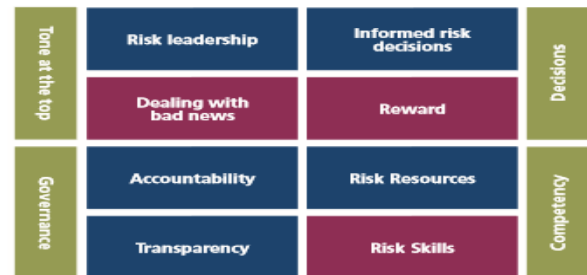 Tone at the top
Risk leadership
Informed risk
decisions
Decisions
Dealing with
bad news
Reward
Governance
Accountability
Risk Resources
Competency
Transparency
Risk Skills